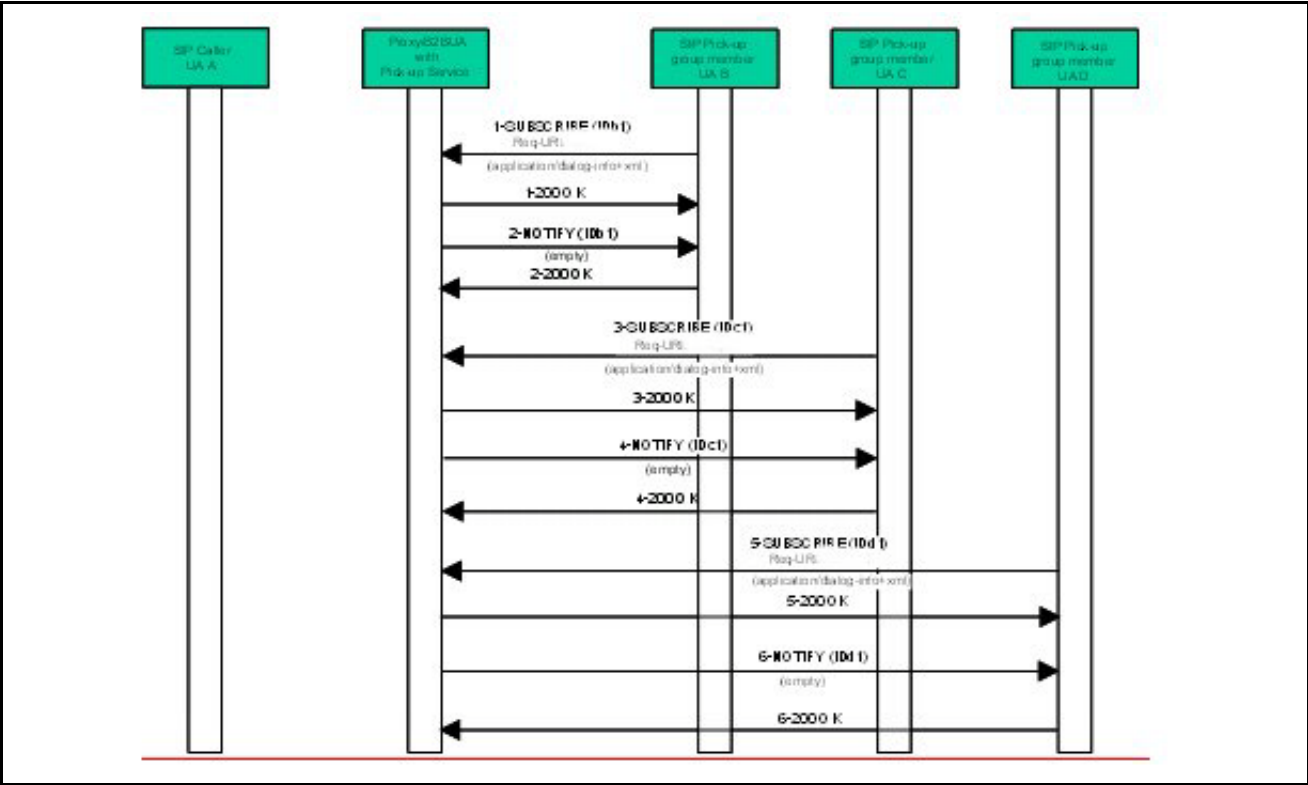 SIP Caller
UA A
Proxy/B2BUA
with
Pick-up Service
SIP Pick-up
group member
UA B
SIP Pick-up
group member
UA C
SIP Pick-up
group member
UA D
1-SUBSCRIBE (IDb1)
Req-URI.
(application/dialog-info+xml)
1-200 OK
2-NOTIFY (IDb1)
(empty)
2-200 OK
3-SUBSCRIBE (IDc1)
Req-URI.
(application/dialog-info+xml)
3-200 OK
4-NOTIFY (IDc1)
(empty)
4-200 OK
5-SUBSCRIBE (IDd1)
Req-URI.
(application/dialog-info+xml)
5-200 OK
6-NOTIFY (IDd1)
(empty)
6-200 OK